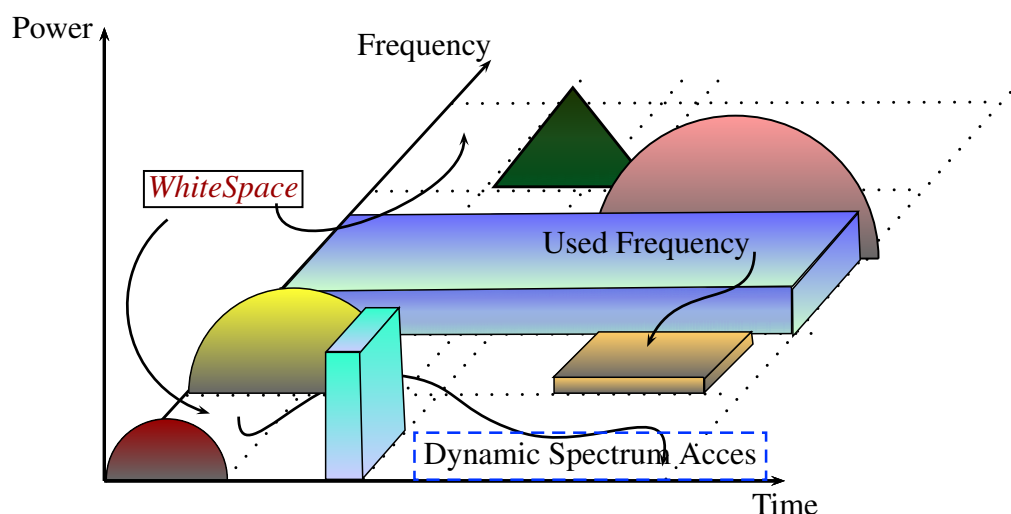 Power
Frequency
WhiteSpace
Used Frequency
Dynamic Spectrum Acces
Time